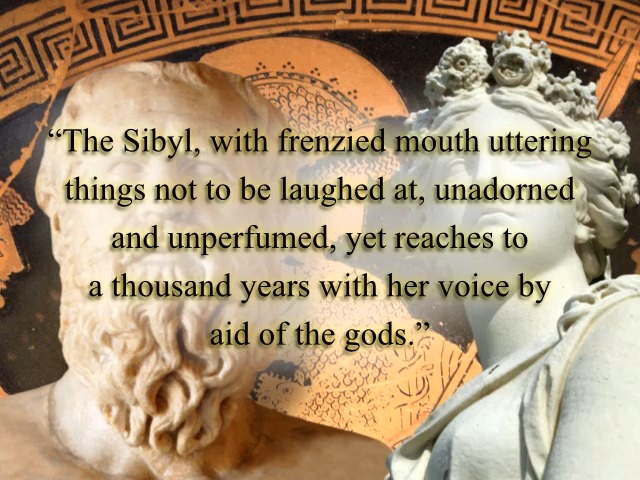 “The Sibyl, with frenzied mouth uttering
things not to be laughed at, unadorned
and unperfumed, yet reaches to
a thousand years with her voice by
aid of the gods.”